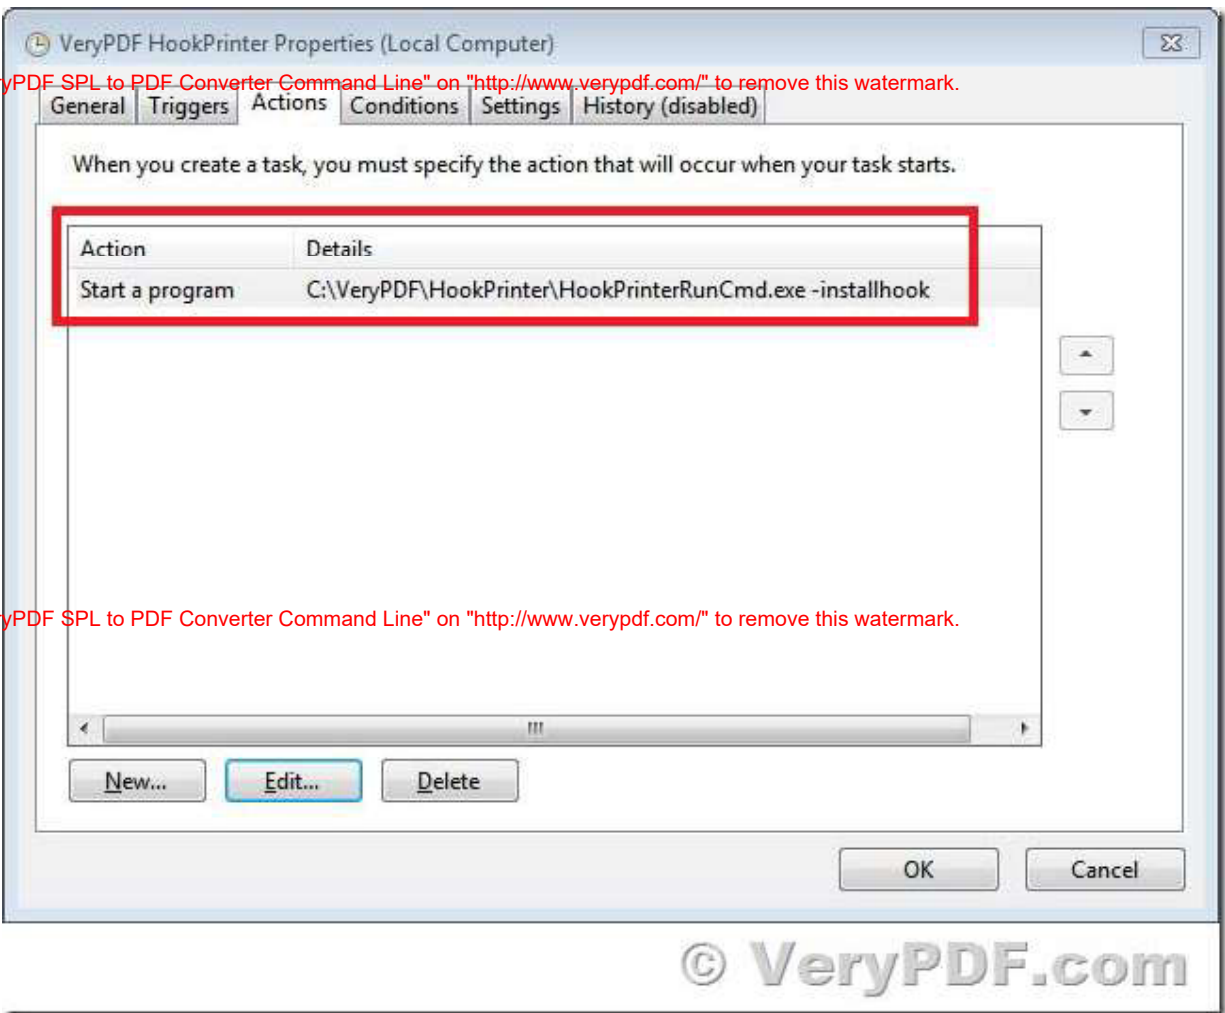 VeryPDF HookPrinter Properties (Local Computer)
yPDF SPL to PDF Converter Command Line" on "http://www.verypdf.com/" to remove this watermark.
General Triggers Actions Conditions Settings History (disabled)
When you create a task, you must specify the action that will occur when your task starts.
Action Details
Start a program C:\VeryPDF\HookPrinter\HookPrinterRunCmd.exe -installhook
yPDF SPL to PDF Converter Command Line" on "http://www.verypdf.com/" to remove this watermark.
New... Edit... Delete
OK Cancel
© VeryPDF.com